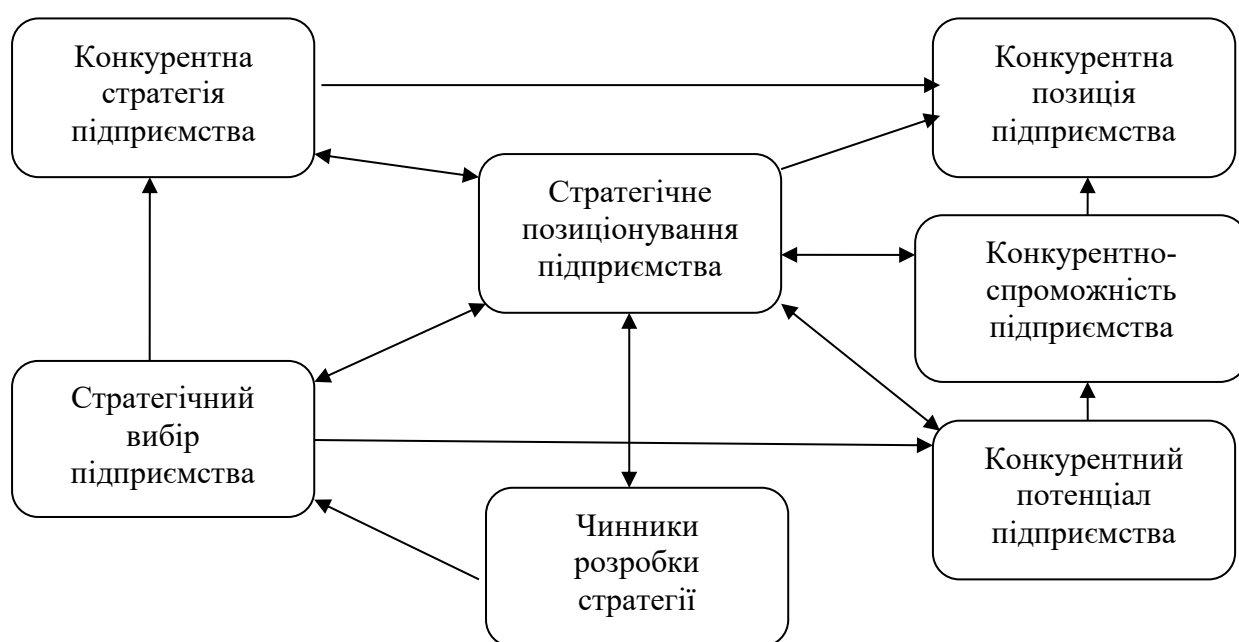 Конкурентна
стратегія
підприємства
Конкурентна
позиція
підприємства
Стратегічне
позиціонування
підприємства
Конкурентно-
спроможність
підприємства
Стратегічний
вибір
підприємства
Конкурентний
потенціал
підприємства
Чинники
розробки
стратегії